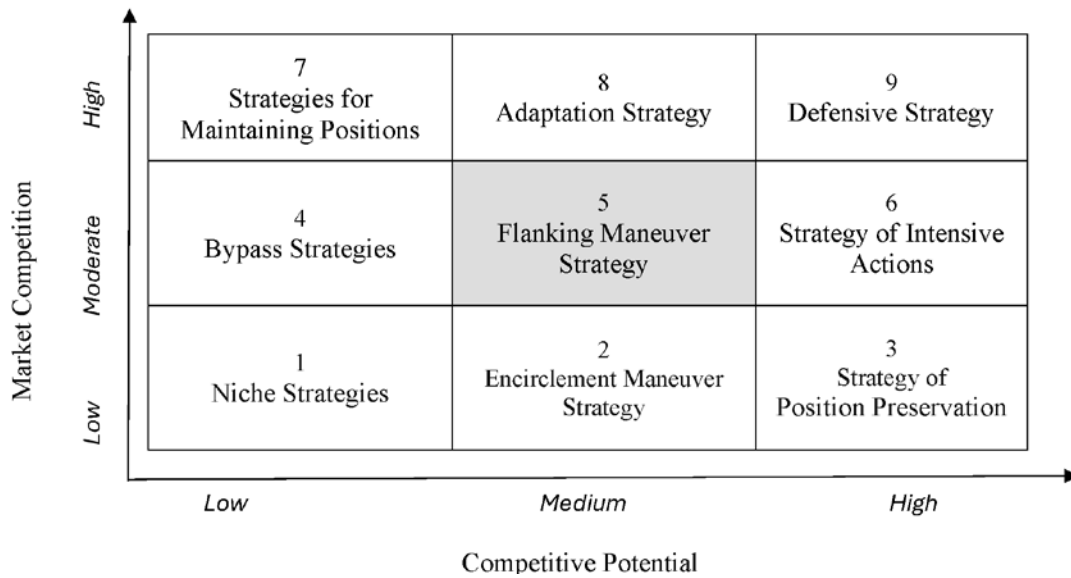 High
7
Strategies for
Maintaining Positions
8
Adaptation Strategy
9
Defensive Strategy
Market Competition
Moderate
4
Bypass Strategies
5
Flanking Maneuver
Strategy
6
Strategy of Intensive
Actions
Low
1
Niche Strategies
2
Encirclement Maneuver
Strategy
3
Strategy of
Position Preservation
Low
Medium
High
Competitive Potential